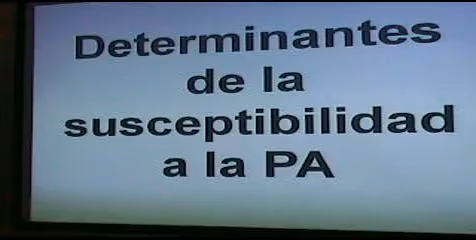 Determinantes
de la
susceptibilidad
a la PA